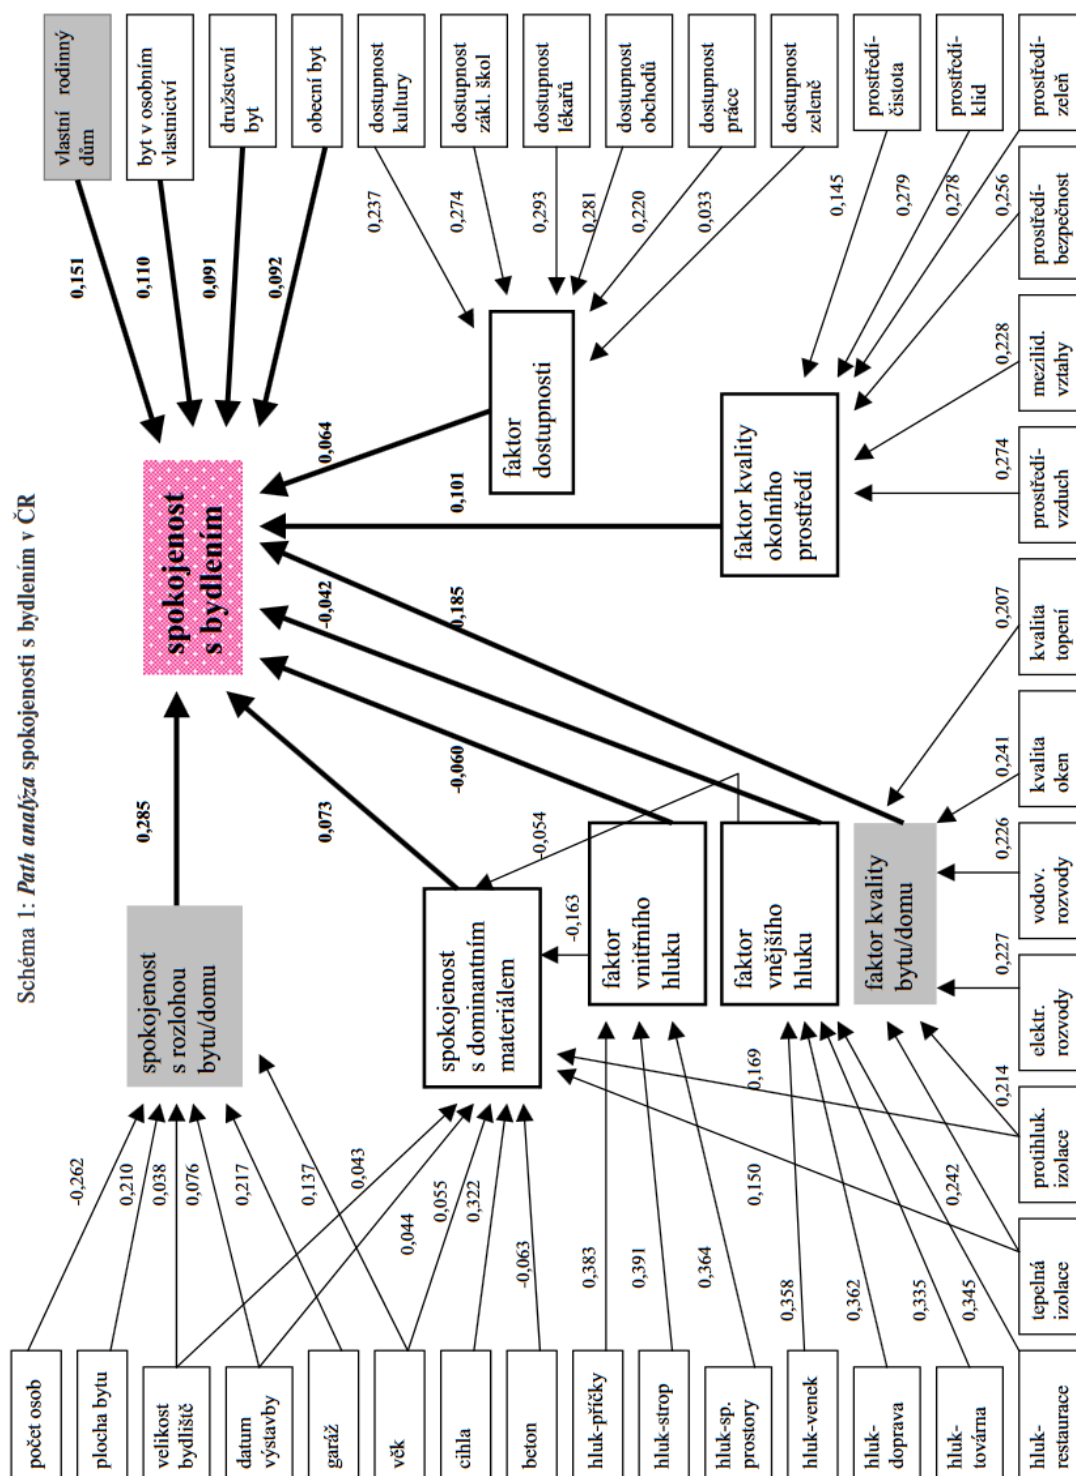 Schéma 1: Path analýza spokojenosti s bydlením v ČR
počet osob
plocha bytu
velikost
bydliště
datum
výstavby
garáž
věk
cihla
beton
hluk-příčky
hluk-strop
hluk-sp.
prostory
hluk-venek
hluk-
doprava
hluk-
továrna
hluk-
restaurace
-0,262
0,210
0,038
0,076
0,217
0,137
0,043
0,044
0,055
0,322
-0,063
0,383
0,391
0,364
0,150
0,358
0,362
0,335
0,345
0,242
0,169
0,214
spokojenost
s rozlohou
bytu/domu
spokojenost
s dominantním
materiálem
faktor
vnitřního
hluku
faktor
vnějšího
hluku
faktor kvality
bytu/domu
-0,163
-0,054
0,285
0,073
-0,060
-0,042
0,185
0,101
0,064
spokojenost
s bydlením
faktor
dostupnosti
faktor kvality
okolního
prostředí
0,151
0,110
0,091
0,092
0,237
0,274
0,293
0,281
0,220
0,033
0,145
0,279
0,278
0,256
0,228
0,274
0,207
0,241
0,226
0,227
vlastní rodinný
dům
byt v osobním
vlastnictví
družstevní
byt
obecní byt
dostupnost
kultury
dostupnost
zákl. škol
dostupnost
lékařů
dostupnost
obchodů
dostupnost
práce
dostupnost
zeleně
prostředí-
čistota
prostředí-
klid
prostředí-
zeleň
prostředí-
bezpečnost
mezilid.
vztahy
prostředí-
vzduch
kvalita
topení
kvalita
oken
vodov.
rozvody
elektr.
rozvody
protihluk.
izolace
tepelná
izolace